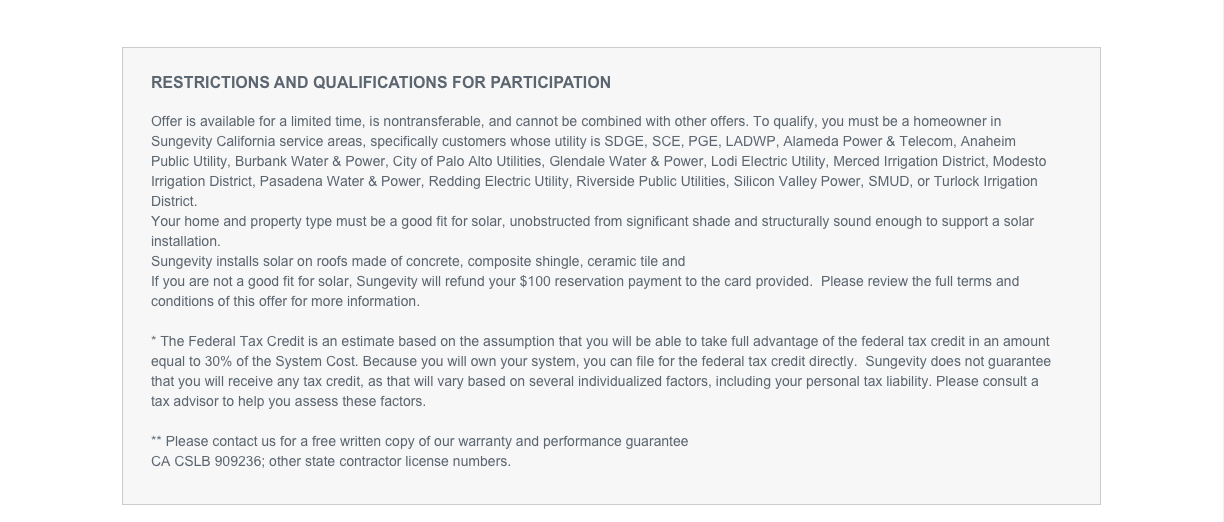 RESTRICTIONS AND QUALIFICATIONS FOR PARTICIPATION
Offer is available for a limited time, is nontransferable, and cannot be combined with other offers. To qualify, you must be a homeowner in
Sungevity California service areas, specifically customers whose utility is SDGE, SCE, PGE, LADWP, Alameda Power & Telecom, Anaheim
Public Utility, Burbank Water & Power, City of Palo Alto Utilities, Glendale Water & Power, Lodi Electric Utility, Merced Irrigation District, Modesto
Irrigation District, Pasadena Water & Power, Redding Electric Utility, Riverside Public Utilities, Silicon Valley Power, SMUD, or Turlock Irrigation
District.
Your home and property type must be a good fit for solar, unobstructed from significant shade and structurally sound enough to support a solar
installation.
Sungevity installs solar on roofs made of concrete, composite shingle, ceramic tile and
If you are not a good fit for solar, Sungevity will refund your $100 reservation payment to the card provided.  Please review the full terms and
conditions of this offer for more information.
* The Federal Tax Credit is an estimate based on the assumption that you will be able to take full advantage of the federal tax credit in an amount
equal to 30% of the System Cost. Because you will own your system, you can file for the federal tax credit directly.  Sungevity does not guarantee
that you will receive any tax credit, as that will vary based on several individualized factors, including your personal tax liability. Please consult a
tax advisor to help you assess these factors.
** Please contact us for a free written copy of our warranty and performance guarantee
CA CSLB 909236; other state contractor license numbers.